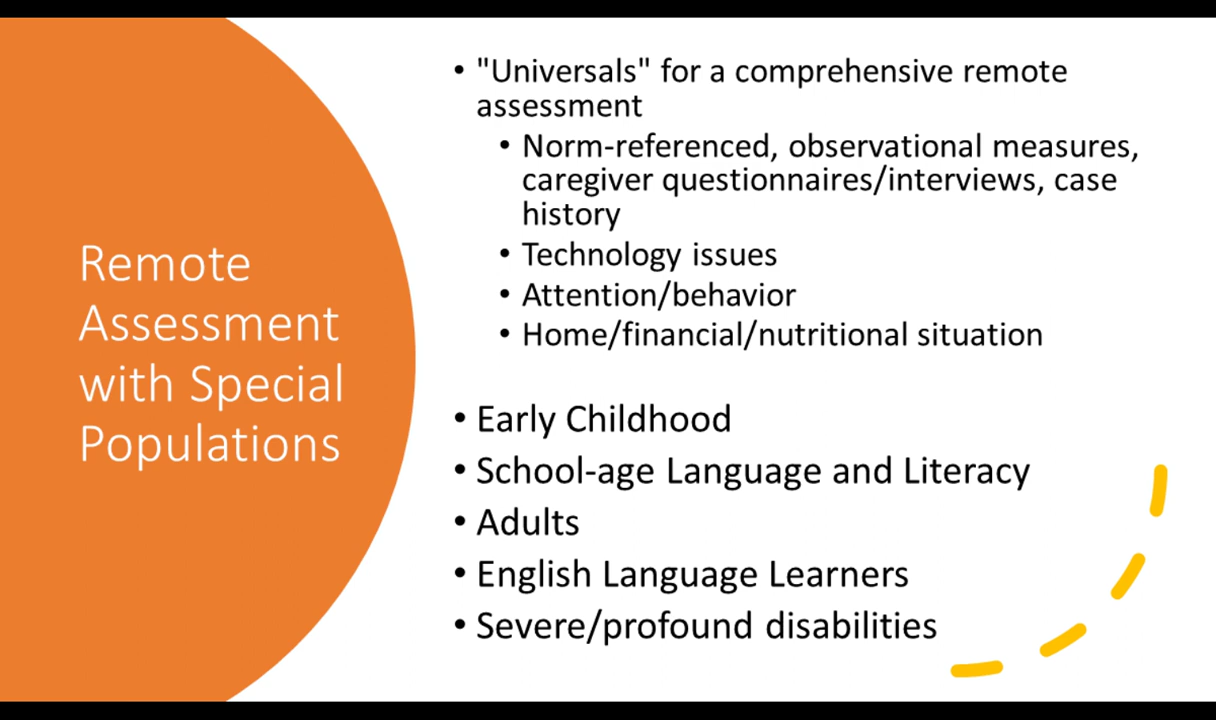 Remote
Assessment
with Special
Populations
• "Universals" for a comprehensive remote
assessment
• Norm-referenced, observational measures,
caregiver questionnaires/interviews, case
history
• Technology issues
• Attention/behavior
• Home/financial/nutritional situation
• Early Childhood
• School-age Language and Literacy
• Adults
• English Language Learners
• Severe/profound disabilities